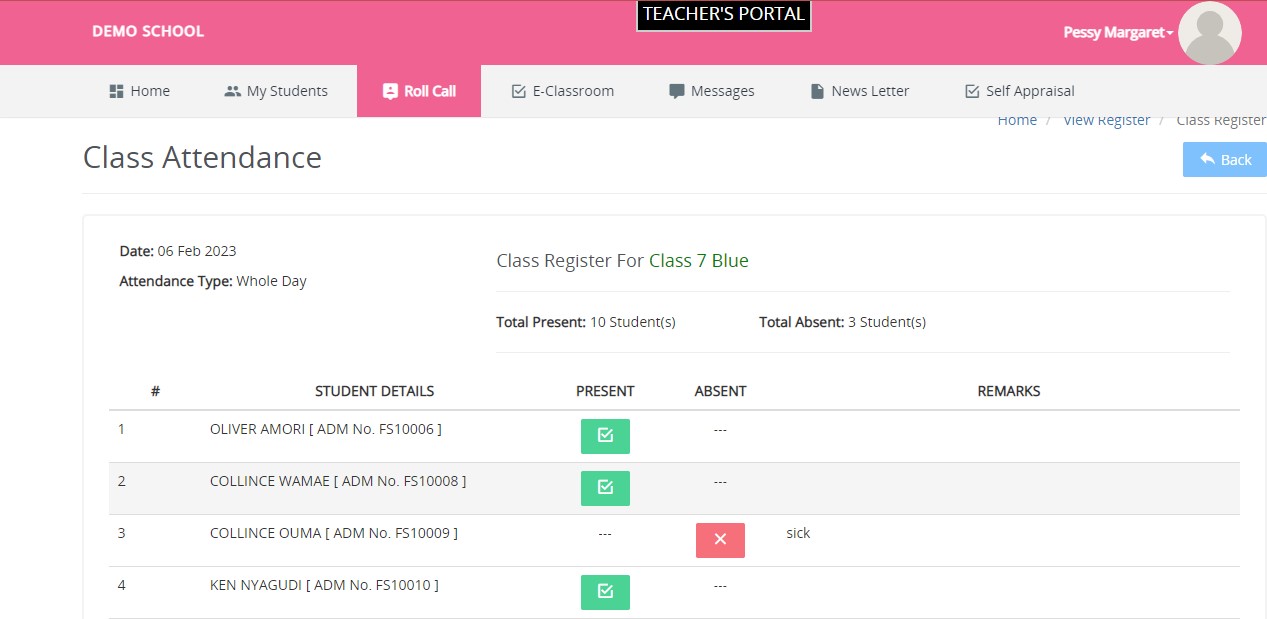 TEACHER'S PORTAL
DEMO SCHOOL
Pessy Margaret
Home My Students Roll Call E-Classroom Messages News Letter Self Appraisal
Home / View Register / Class Register
Class Attendance
Back
Date: 06 Feb 2023
Attendance Type: Whole Day
Class Register For Class 7 Blue
Total Present: 10 Student(s) Total Absent: 3 Student(s)
# STUDENT DETAILS PRESENT ABSENT REMARKS
1 OLIVER AMORI [ ADM No. FS10006 ] ---
2 COLLINCE WAMAE [ ADM No. FS10008 ] ---
3 COLLINCE OUMA [ ADM No. FS10009 ] --- sick
4 KEN NYAGUDI [ ADM No. FS10010 ] ---